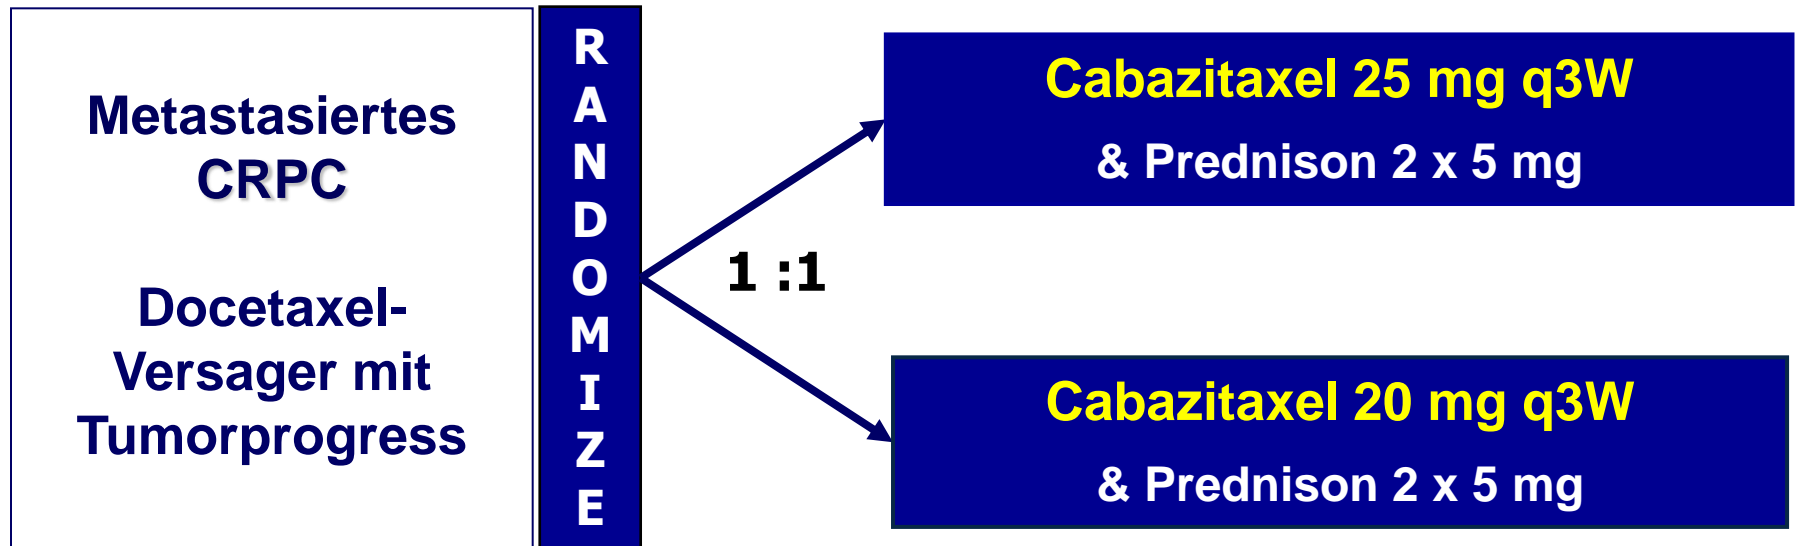 Metastasiertes
CRPC
Docetaxel-
Versager mit
Tumorprogress
RANDOMIZE
1 :1
Cabazitaxel 25 mg q3W
& Prednison 2 x 5 mg
Cabazitaxel 20 mg q3W
& Prednison 2 x 5 mg